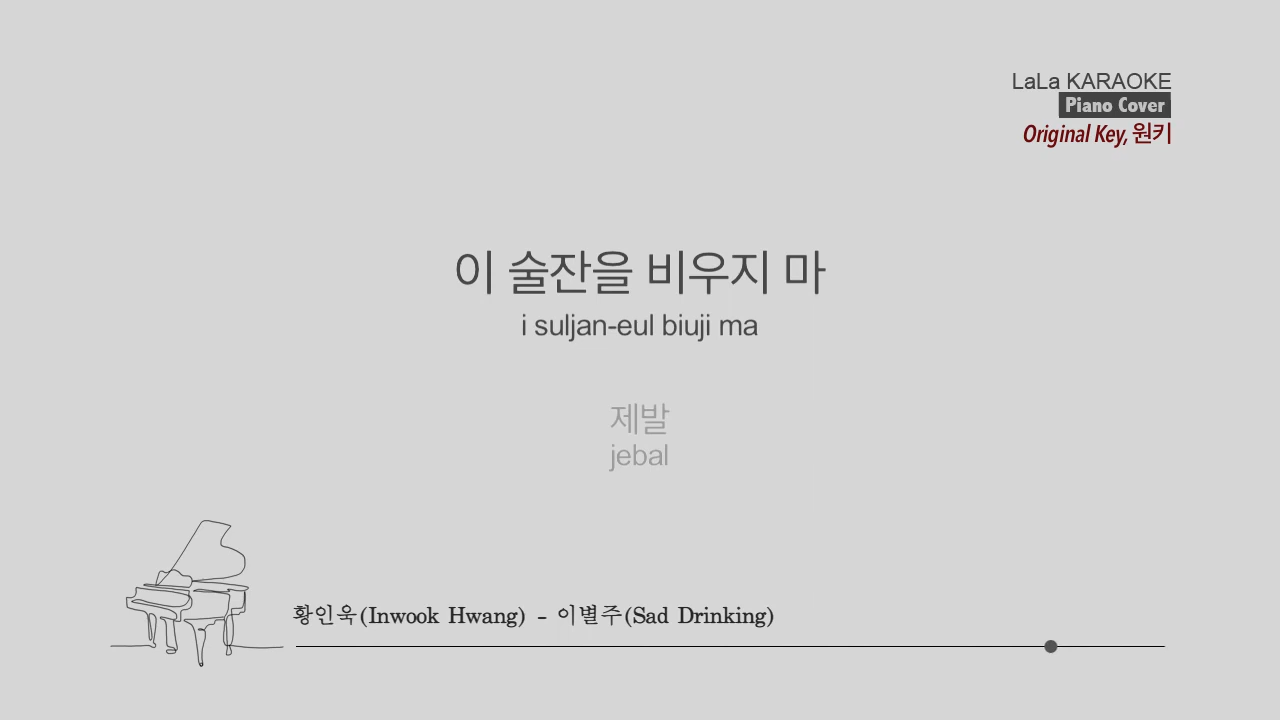 LaLa KARAOKE
Piano Cover
Original Key, 원키
이 술잔을 비우지 마
i suljan-eul biuji ma
제발
jebal
황인욱(Inwook Hwang) - 이별주(Sad Drinking)